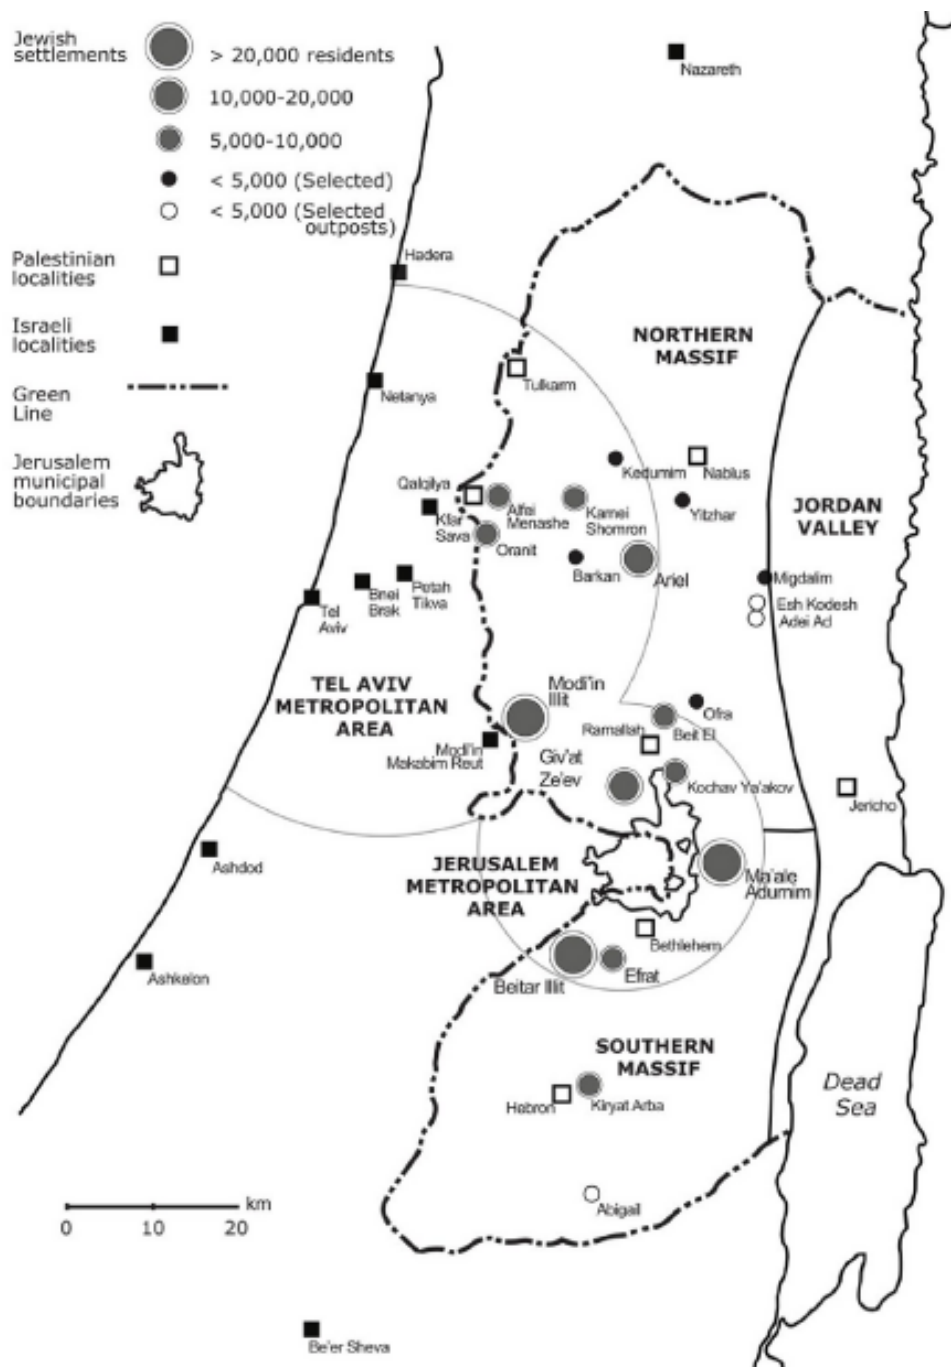 Jewish
settlements
> 20,000 residents
10,000-20,000
5,000-10,000
< 5,000 (Selected)
< 5,000 (Selected
outposts)
Palestinian
localities
Israeli
localities
Green
Line
Jerusalem
municipal
boundaries
Nazareth
Hadera
NORTHERN
MASSIF
Tulkarm
Netanya
Kedumim
Nablus
Qalqilya
Kfar
Sava
Alfei
Menashe
Karnei
Shomron
Yitzhar
JORDAN
VALLEY
Oranit
Barkan
Ariel
Migdalim
Esh Kodesh
Adei Ad
Tel
Aviv
Bnei
Brak
Petah
Tikva
TEL AVIV
METROPOLITAN
AREA
Modi'in
Illit
Ofra
Ramallah
Beit El
Modi'in
Makabim Reut
Giv'at
Ze'ev
Kochav Ya'akov
Jericho
Ashdod
JERUSALEM
METROPOLITAN
AREA
Ma'ale
Adumim
Bethlehem
Ashkelon
Beitar Illit
Efrat
SOUTHERN
MASSIF
Hebron
Kiryat Arba
Dead
Sea
Abigail
km
0 10 20
Be'er Sheva